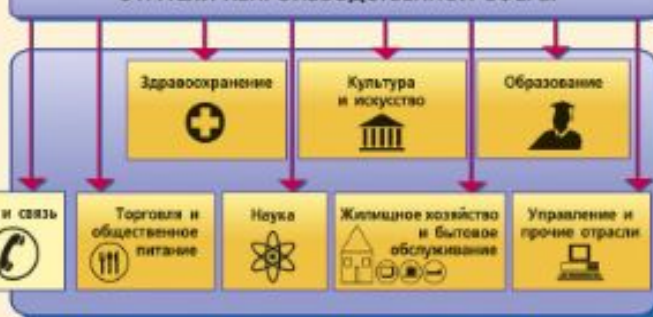 Здравоохранение
Культура
и искусство
Образование
и связь
Торговля и
общественное
питание
Наука
Жилищное хозяйство
и бытовое
обслуживание
Управление и
прочие отрасли